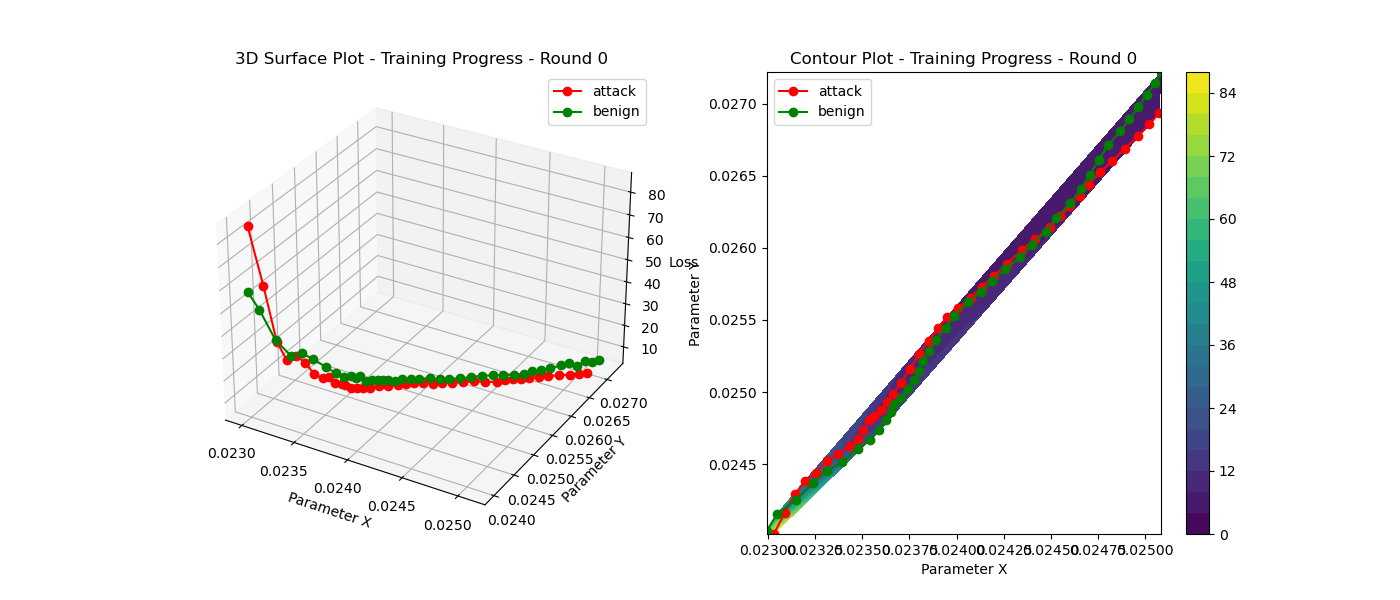 3D Surface Plot - Training Progress - Round 0
attack
benign
80
70
60
50
40
30
20
10
Loss
0.0230
0.0235
0.0240
0.0245
0.0250
Parameter X
0.0240
0.0245
0.0250
0.0255
0.0260
0.0265
0.0270
Parameter Y
Contour Plot - Training Progress - Round 0
attack
benign
0.0270
0.0265
0.0260
0.0255
0.0250
0.0245
Parameter Y
0.02300 0.02325 0.02350 0.02375 0.02400 0.02425 0.02450 0.02475 0.02500
Parameter X
84
72
60
48
36
24
12
0